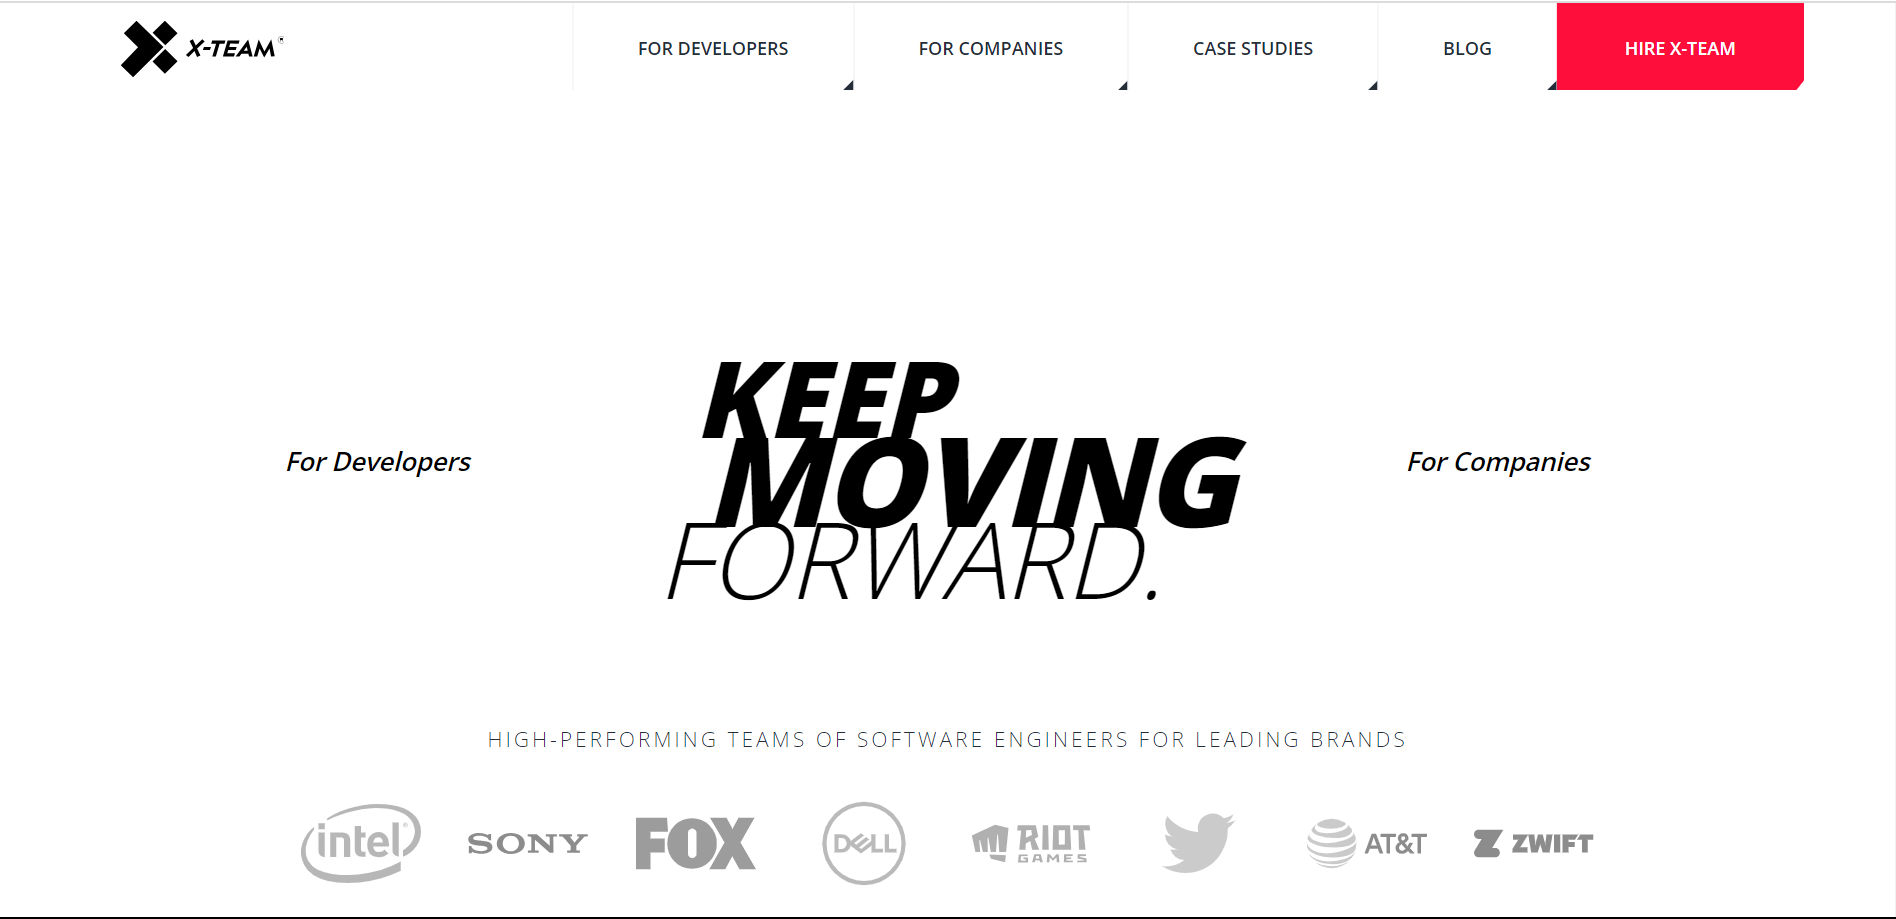 X-TEAM
FOR DEVELOPERS
FOR COMPANIES
CASE STUDIES
BLOG
HIRE X-TEAM
KEEP
MOVING
FORWARD.
For Developers
For Companies
HIGH-PERFORMING TEAMS OF SOFTWARE ENGINEERS FOR LEADING BRANDS
intel
SONY
FOX
DELL
RIOT
GAMES
AT&T
ZWIFT